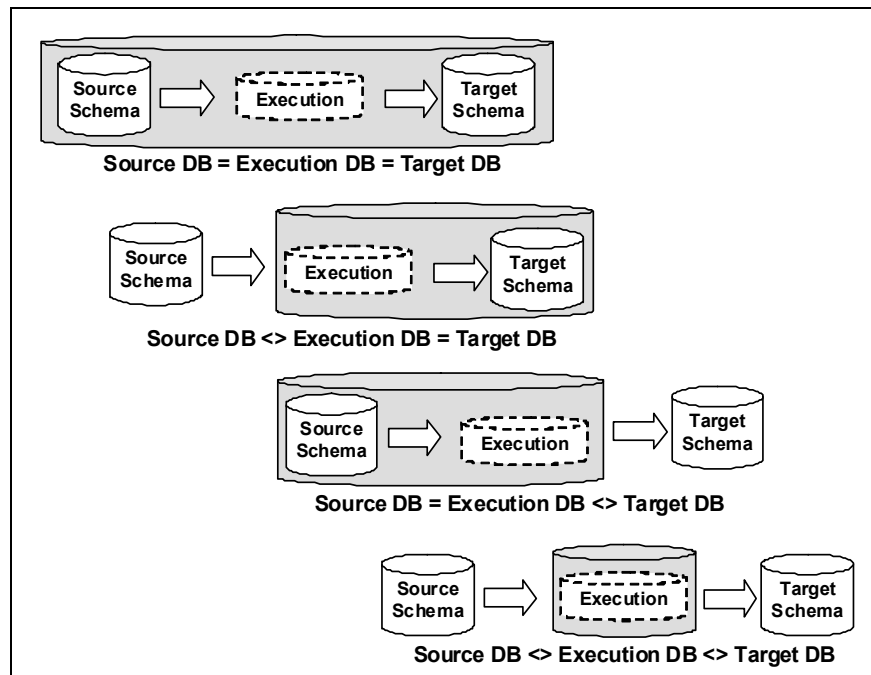 Source
Schema
Execution
Target
Schema
Source DB = Execution DB = Target DB
Source
Schema
Execution
Target
Schema
Source DB <> Execution DB = Target DB
Source
Schema
Execution
Target
Schema
Source DB = Execution DB <> Target DB
Source
Schema
Execution
Target
Schema
Source DB <> Execution DB <> Target DB